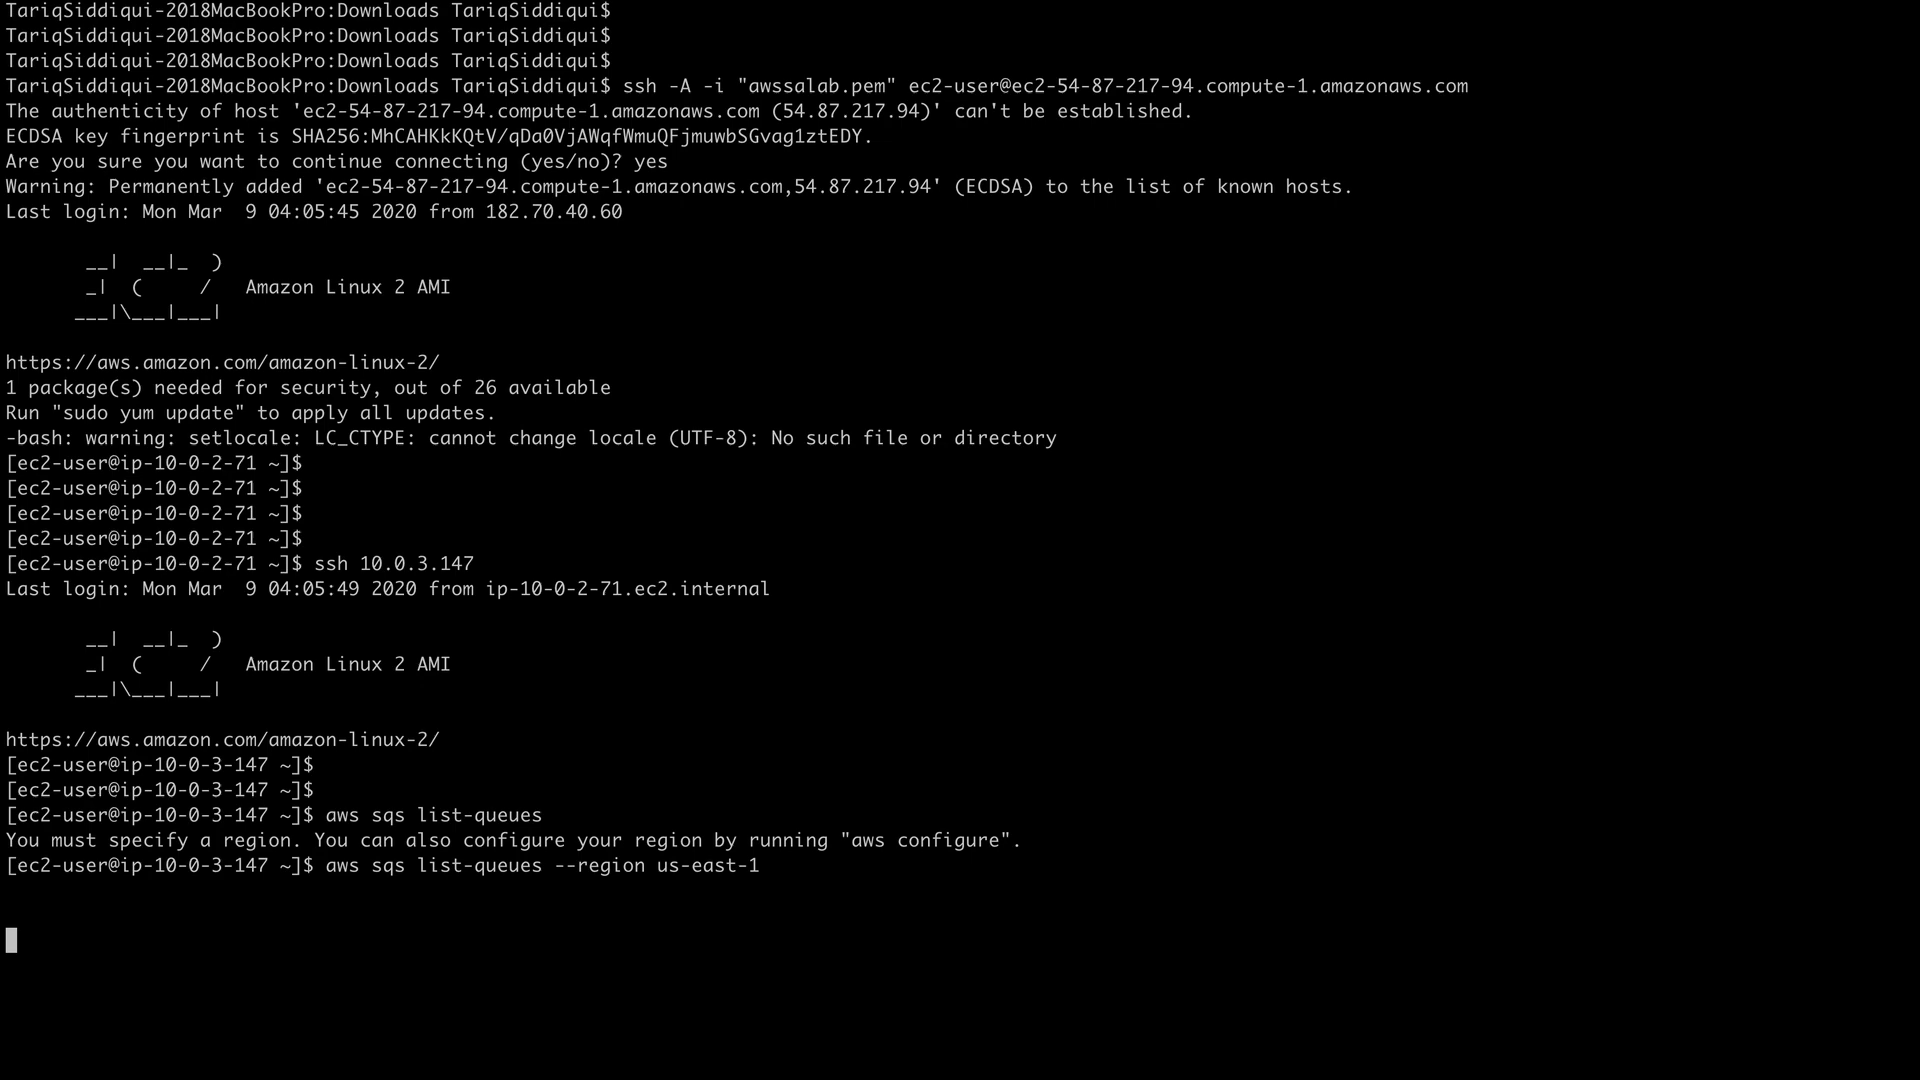 TariqSiddiqui-2018MacBookPro:Downloads TariqSiddiqui$
TariqSiddiqui-2018MacBookPro:Downloads TariqSiddiqui$
TariqSiddiqui-2018MacBookPro:Downloads TariqSiddiqui$
TariqSiddiqui-2018MacBookPro:Downloads TariqSiddiqui$ ssh -A -i "awssalab.pem" ec2-user@ec2-54-87-217-94.compute-1.amazonaws.com
The authenticity of host 'ec2-54-87-217-94.compute-1.amazonaws.com (54.87.217.94)' can't be established.
ECDSA key fingerprint is SHA256:MhCAHKkKQtV/qDa0VjAWqfWmuQFjmuwbSGvag1ztEDY.
Are you sure you want to continue connecting (yes/no)? yes
Warning: Permanently added 'ec2-54-87-217-94.compute-1.amazonaws.com,54.87.217.94' (ECDSA) to the list of known hosts.
Last login: Mon Mar  9 04:05:45 2020 from 182.70.40.60

       __|  __|_  )
       _|  (     /   Amazon Linux 2 AMI
      ___|\___|___|

https://aws.amazon.com/amazon-linux-2/
1 package(s) needed for security, out of 26 available
Run "sudo yum update" to apply all updates.
-bash: warning: setlocale: LC_CTYPE: cannot change locale (UTF-8): No such file or directory
[ec2-user@ip-10-0-2-71 ~]$
[ec2-user@ip-10-0-2-71 ~]$
[ec2-user@ip-10-0-2-71 ~]$
[ec2-user@ip-10-0-2-71 ~]$
[ec2-user@ip-10-0-2-71 ~]$ ssh 10.0.3.147
Last login: Mon Mar  9 04:05:49 2020 from ip-10-0-2-71.ec2.internal

       __|  __|_  )
       _|  (     /   Amazon Linux 2 AMI
      ___|\___|___|

https://aws.amazon.com/amazon-linux-2/
[ec2-user@ip-10-0-3-147 ~]$
[ec2-user@ip-10-0-3-147 ~]$
[ec2-user@ip-10-0-3-147 ~]$ aws sqs list-queues
You must specify a region. You can also configure your region by running "aws configure".
[ec2-user@ip-10-0-3-147 ~]$ aws sqs list-queues --region us-east-1